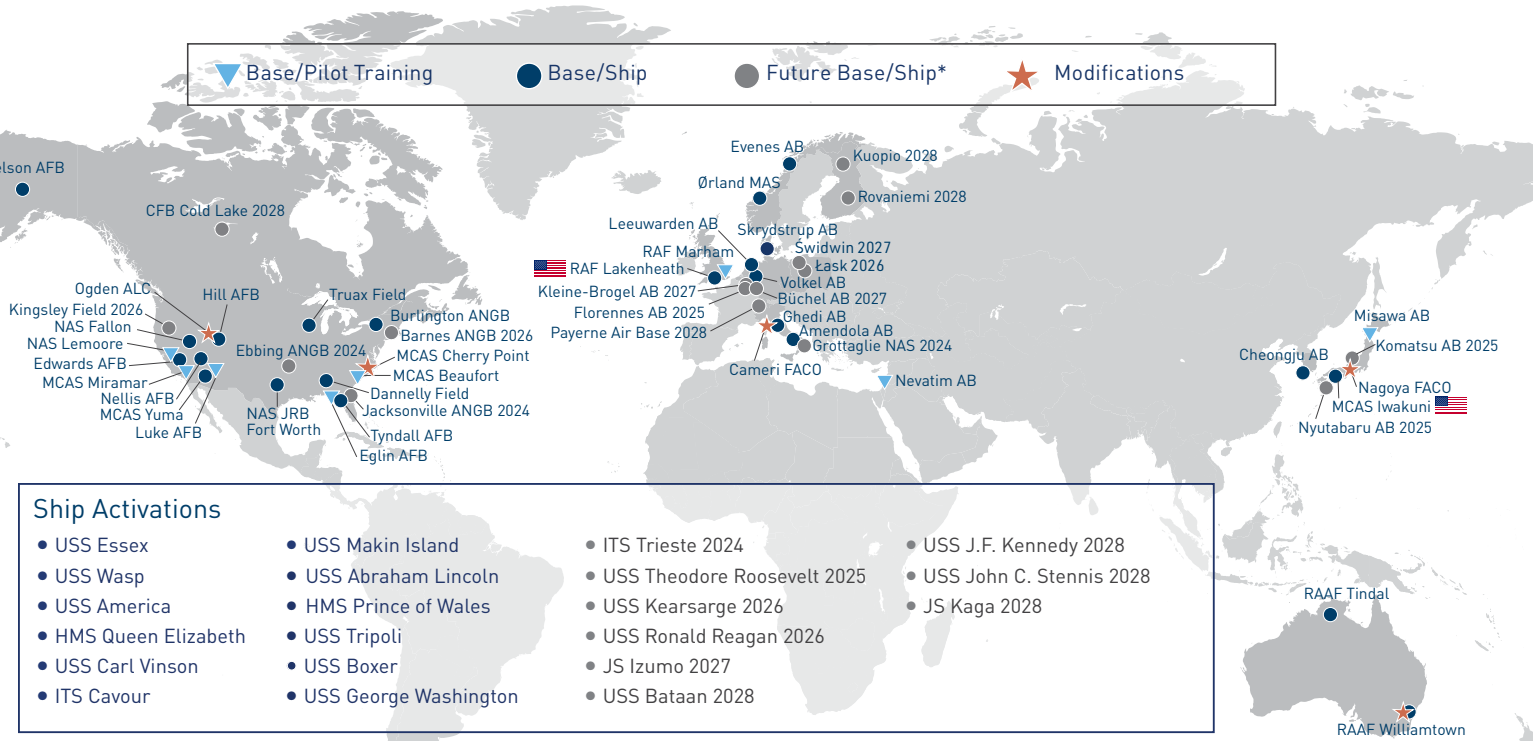 Base/Pilot Training
Base/Ship
Future Base/Ship*
Modifications
elson AFB
CFB Cold Lake 2028
Ogden ALC
Hill AFB
Truax Field
Kingsley Field 2026
NAS Fallon
Burlington ANGB
NAS Lemoore
Barnes ANGB 2026
Ebbing ANGB 2024
MCAS Cherry Point
Edwards AFB
MCAS Beaufort
MCAS Miramar
Dannelly Field
Nellis AFB
Jacksonville ANGB 2024
MCAS Yuma
NAS JRB
Fort Worth
Luke AFB
Tyndall AFB
Eglin AFB
Evenes AB
Kuopio 2028
Ørland MAS
Rovaniemi 2028
Leeuwarden AB
Skrydstrup AB
RAF Marham
Świdwin 2027
RAF Lakenheath
Łask 2026
Volkel AB
Kleine-Brogel AB 2027
Büchel AB 2027
Florennes AB 2025
Ghedi AB
Payerne Air Base 2028
Amendola AB
Grottaglie NAS 2024
Cameri FACO
Nevatim AB
Misawa AB
Komatsu AB 2025
Cheongju AB
Nagoya FACO
MCAS Iwakuni
Nyutabaru AB 2025
RAAF Tindal
RAAF Williamtown
Ship Activations
USS Essex
USS Wasp
USS America
HMS Queen Elizabeth
USS Carl Vinson
ITS Cavour
USS Makin Island
USS Abraham Lincoln
HMS Prince of Wales
USS Tripoli
USS Boxer
USS George Washington
ITS Trieste 2024
USS Theodore Roosevelt 2025
USS Kearsarge 2026
USS Ronald Reagan 2026
JS Izumo 2027
USS Bataan 2028
USS J.F. Kennedy 2028
USS John C. Stennis 2028
JS Kaga 2028